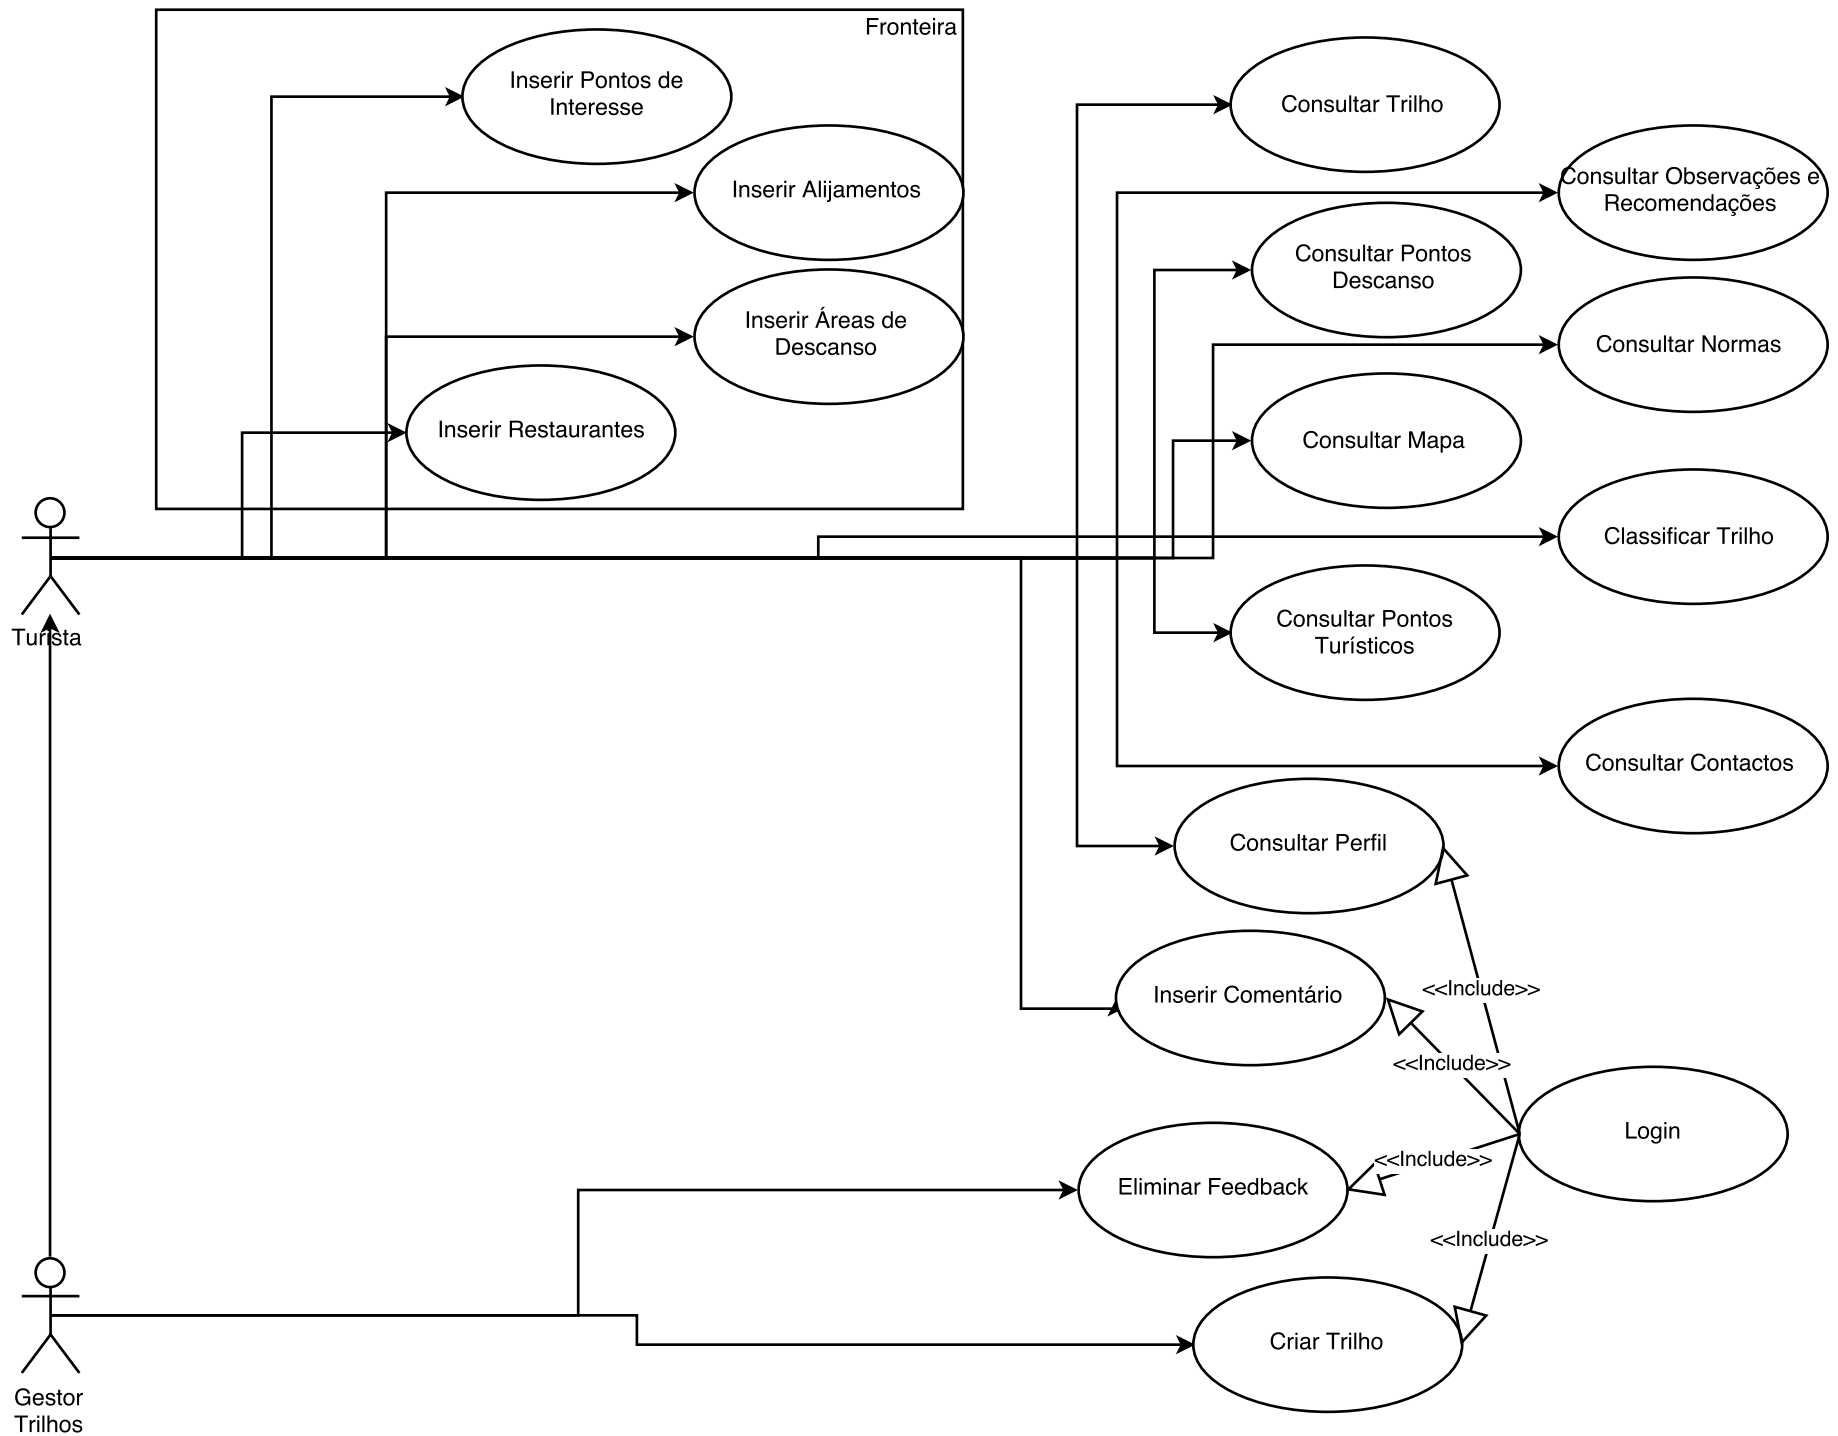 Fronteira
Inserir Pontos de
Interesse
Consultar Trilho
Inserir Alijamentos
Consultar Observações e
Recomendações
Consultar Pontos
Descanso
Inserir Áreas de
Descanso
Consultar Normas
Inserir Restaurantes
Consultar Mapa
Classificar Trilho
Turista
Consultar Pontos
Turísticos
Consultar Contactos
Consultar Perfil
<<Include>>
Inserir Comentário
<<Include>>
Login
<<Include>>
Eliminar Feedback
<<Include>>
Criar Trilho
Gestor
Trilhos